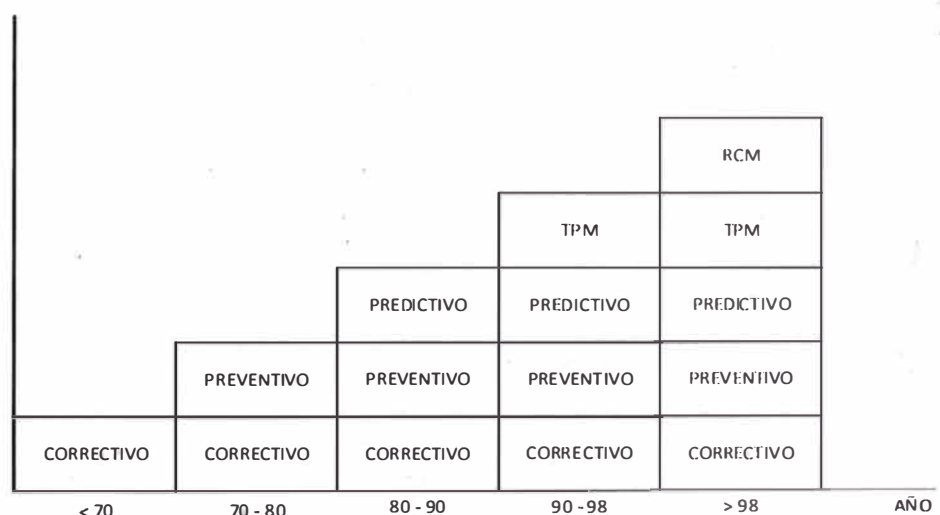 RCM
TPM TPM
PREDICTIVO PREDICTIVO PREDICTIVO
PREVENTIVO PREVENTIVO PREVENTIVO PREVENTIVO
CORRECTIVO CORRECTIVO CORRECTIVO CORRECTIVO CORRECTIVO
< 70 70 - 80 80 - 90 90 - 98 > 98 AÑO